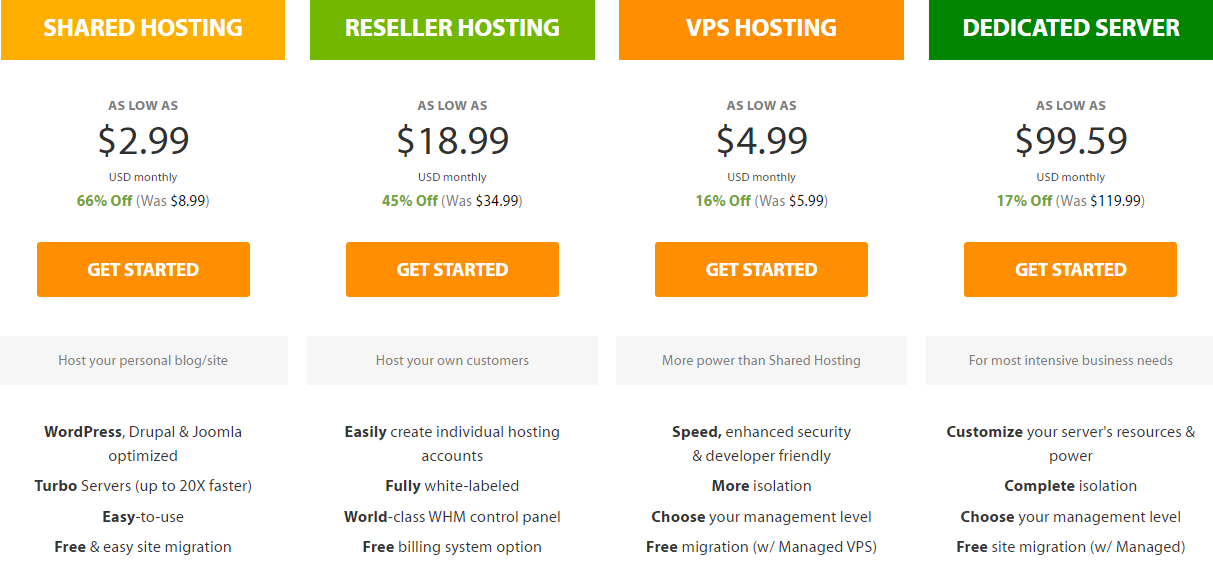 SHARED HOSTING
AS LOW AS
$2.99
USD monthly
66% Off (Was $8.99)
GET STARTED
Host your personal blog/site
WordPress, Drupal & Joomla
optimized
Turbo Servers (up to 20X faster)
Easy-to-use
Free & easy site migration
RESELLER HOSTING
AS LOW AS
$18.99
USD monthly
45% Off (Was $34.99)
GET STARTED
Host your own customers
Easily create individual hosting
accounts
Fully white-labeled
World-class WHM control panel
Free billing system option
VPS HOSTING
AS LOW AS
$4.99
USD monthly
16% Off (Was $5.99)
GET STARTED
More power than Shared Hosting
Speed, enhanced security
& developer friendly
More isolation
Choose your management level
Free migration (w/ Managed VPS)
DEDICATED SERVER
AS LOW AS
$99.59
USD monthly
17% Off (Was $119.99)
GET STARTED
For most intensive business needs
Customize your server's resources &
power
Complete isolation
Choose your management level
Free site migration (w/ Managed)